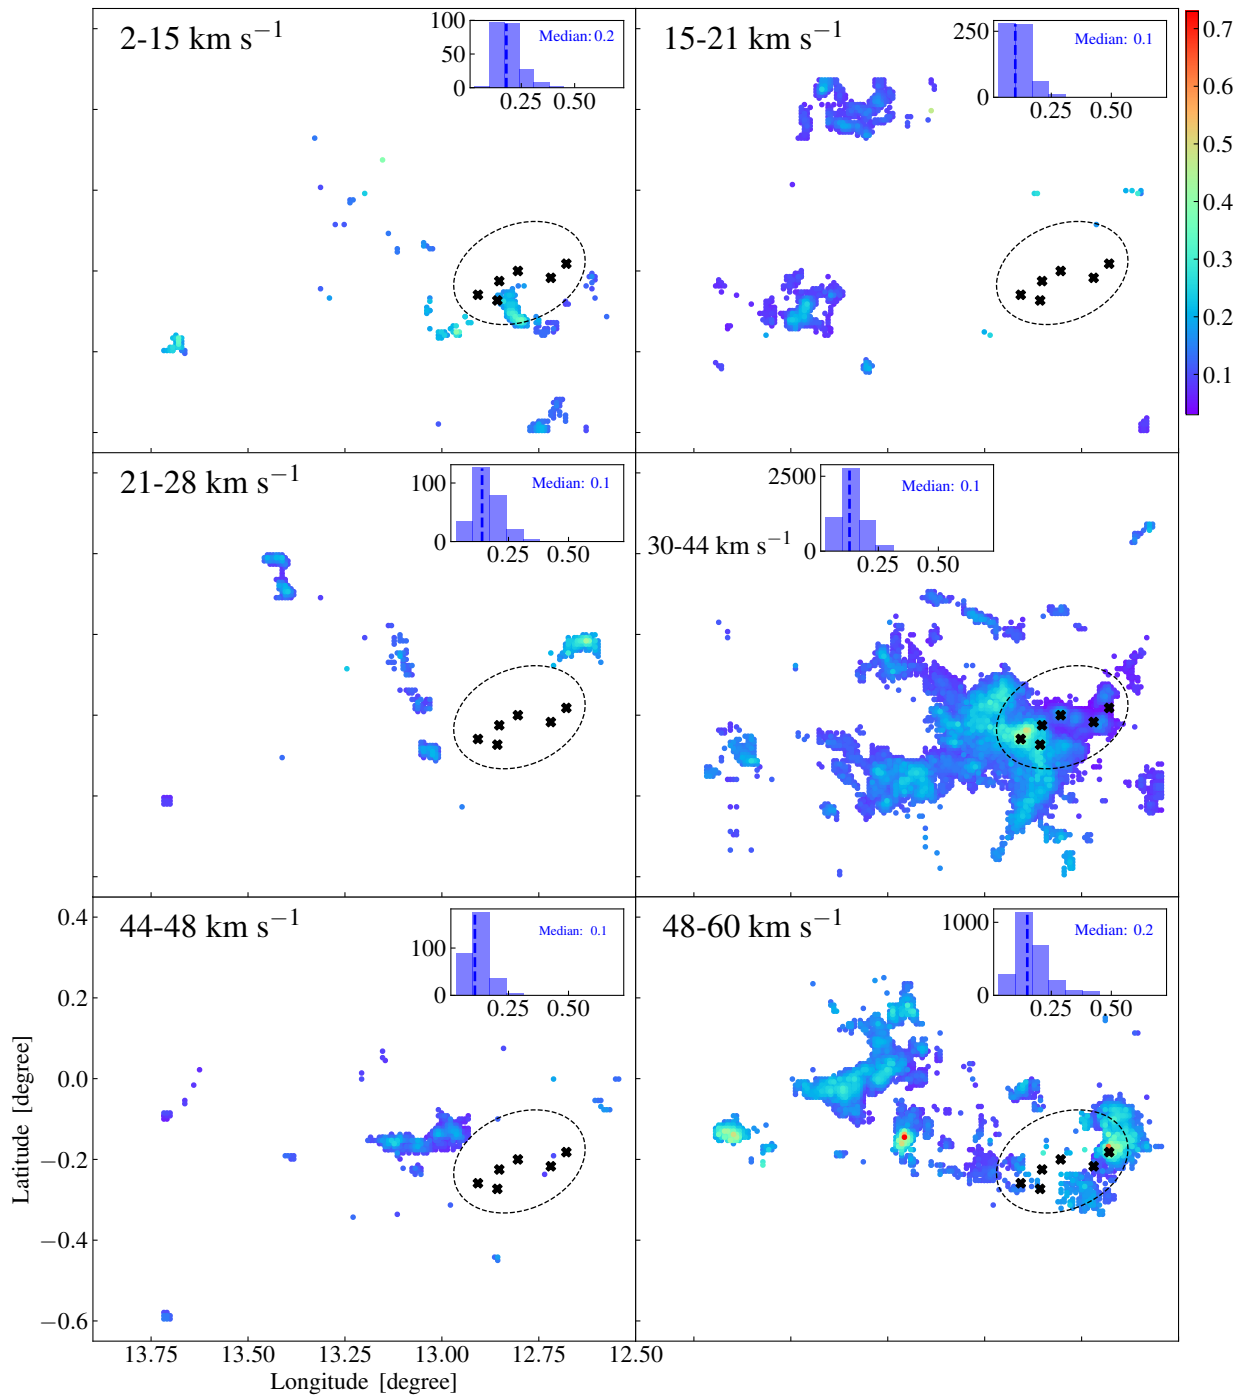 2-15 km s−1
100
50
0
Median: 0.2
0.25 0.50
15-21 km s−1
250
0
Median: 0.1
0.25 0.50
0.7
0.6
0.5
0.4
0.3
0.2
0.1
21-28 km s−1
100
0
Median: 0.1
0.25 0.50
30-44 km s−1
2500
0
Median: 0.1
0.25 0.50
44-48 km s−1
100
0
Median: 0.1
0.25 0.50
48-60 km s−1
1000
0
Median: 0.2
0.25 0.50
0.4
0.2
0.0
−0.2
−0.4
−0.6
Latitude [degree]
13.75 13.50 13.25 13.00 12.75 12.50
Longitude [degree]